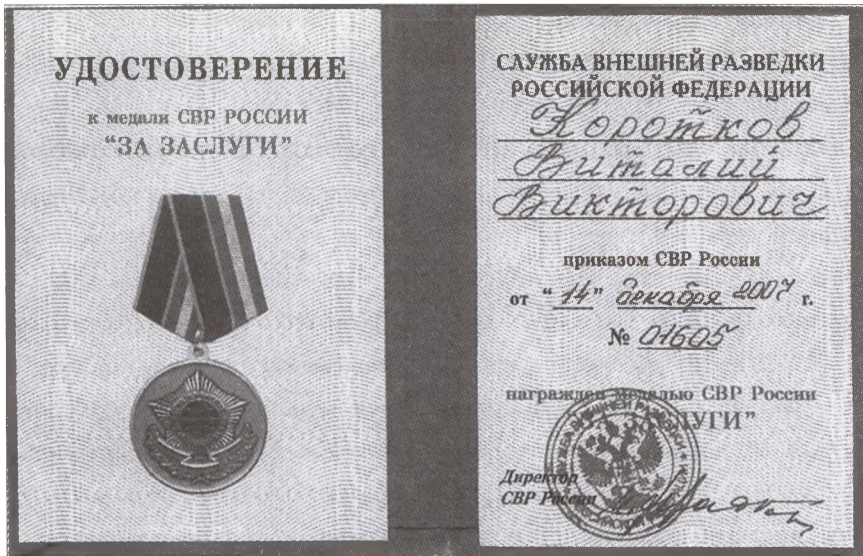 УДОСТОВЕРЕНИЕ
к медали СВР РОССИИ
"ЗА ЗАСЛУГИ"
СЛУЖБА ВНЕШНЕЙ РАЗВЕДКИ
РОССИЙСКОЙ ФЕДЕРАЦИИ
Коротков
Виталий
Викторович
приказом СВР России
от "14" декабря 2007 г.
№ 01605
награжден медалью СВР России
"ЗА ЗАСЛУГИ"
Директор
СВР России